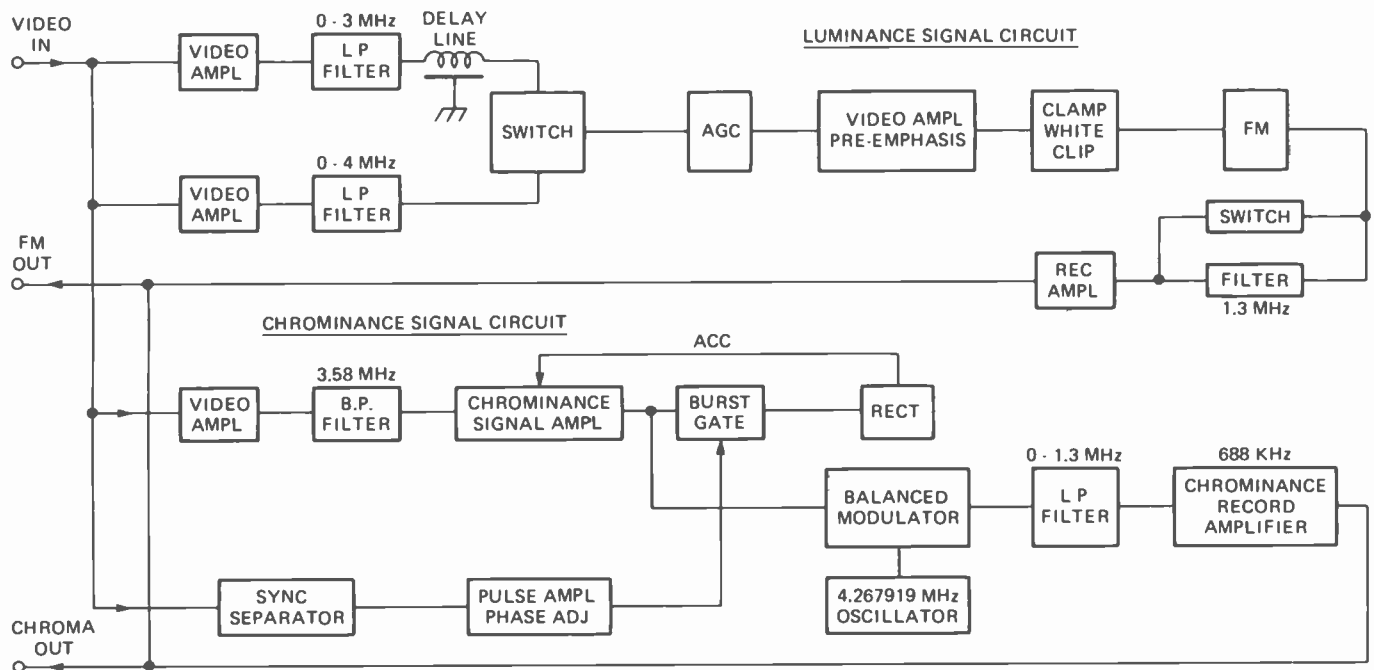 VIDEO
IN
0 - 3 MHz
DELAY
LINE
LUMINANCE SIGNAL CIRCUIT
VIDEO
AMPL
L P
FILTER
SWITCH
AGC
VIDEO AMPL
PRE-EMPHASIS
CLAMP
WHITE
CLIP
FM
0 - 4 MHz
VIDEO
AMPL
L P
FILTER
SWITCH
FM
OUT
REC
AMPL
FILTER
1.3 MHz
CHROMINANCE SIGNAL CIRCUIT
ACC
3.58 MHz
VIDEO
AMPL
B.P.
FILTER
CHROMINANCE
SIGNAL AMPL
BURST
GATE
RECT
0 - 1.3 MHz
688 KHz
BALANCED
MODULATOR
L P
FILTER
CHROMINANCE
RECORD
AMPLIFIER
SYNC
SEPARATOR
PULSE AMPL
PHASE ADJ
4.267919 MHz
OSCILLATOR
CHROMA
OUT